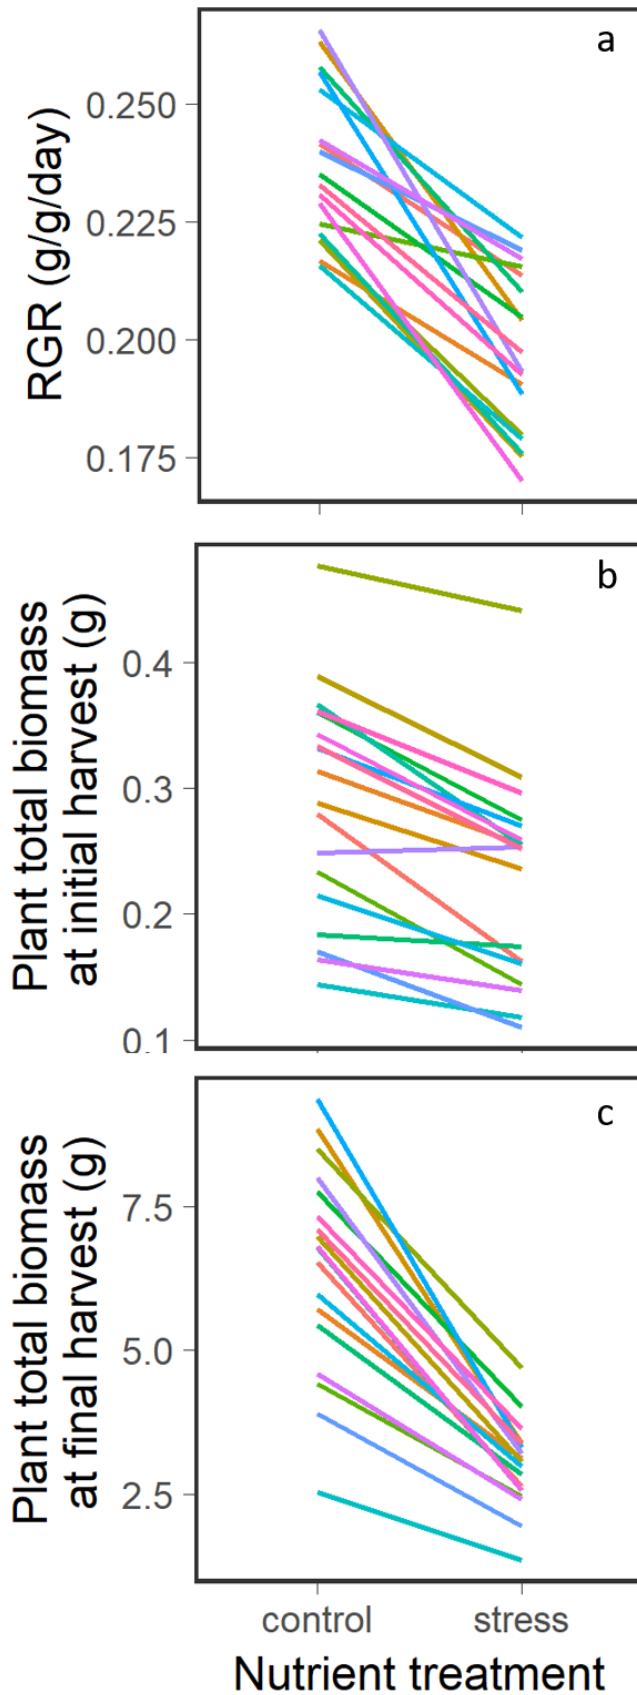 a
RGR (g/g/day)
0.250
0.225
0.200
0.175
b
Plant total biomass
at initial harvest (g)
0.4
0.3
0.2
0.1
c
Plant total biomass
at final harvest (g)
7.5
5.0
2.5
control stress
Nutrient treatment